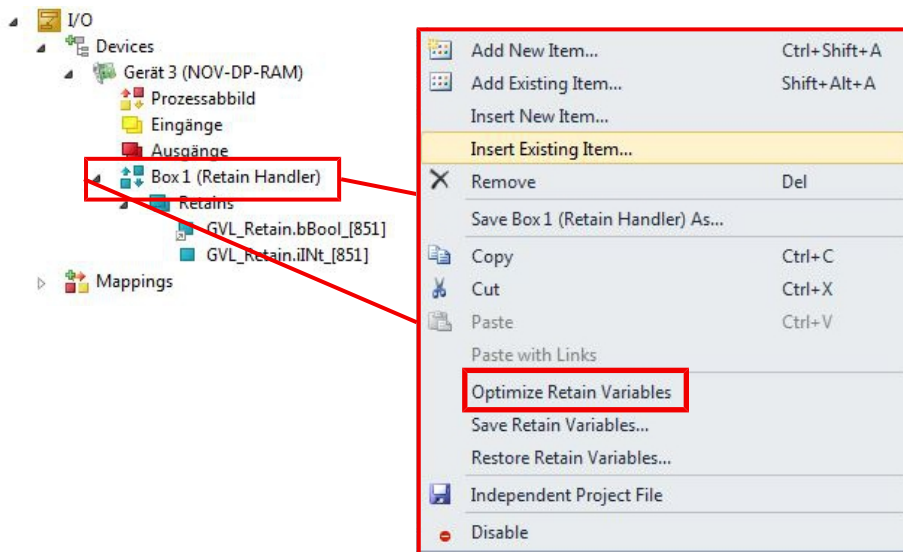 I/O
Devices
Gerät 3 (NOV-DP-RAM)
Prozessabbild
Eingänge
Ausgänge
Box 1 (Retain Handler)
Retains
GVL_Retain.bBool_[851]
GVL_Retain.iINt_[851]
Mappings
Add New Item... Ctrl+Shift+A
Add Existing Item... Shift+Alt+A
Insert New Item...
Insert Existing Item...
Remove Del
Save Box 1 (Retain Handler) As...
Copy Ctrl+C
Cut Ctrl+X
Paste Ctrl+V
Paste with Links
Optimize Retain Variables
Save Retain Variables...
Restore Retain Variables...
Independent Project File
Disable